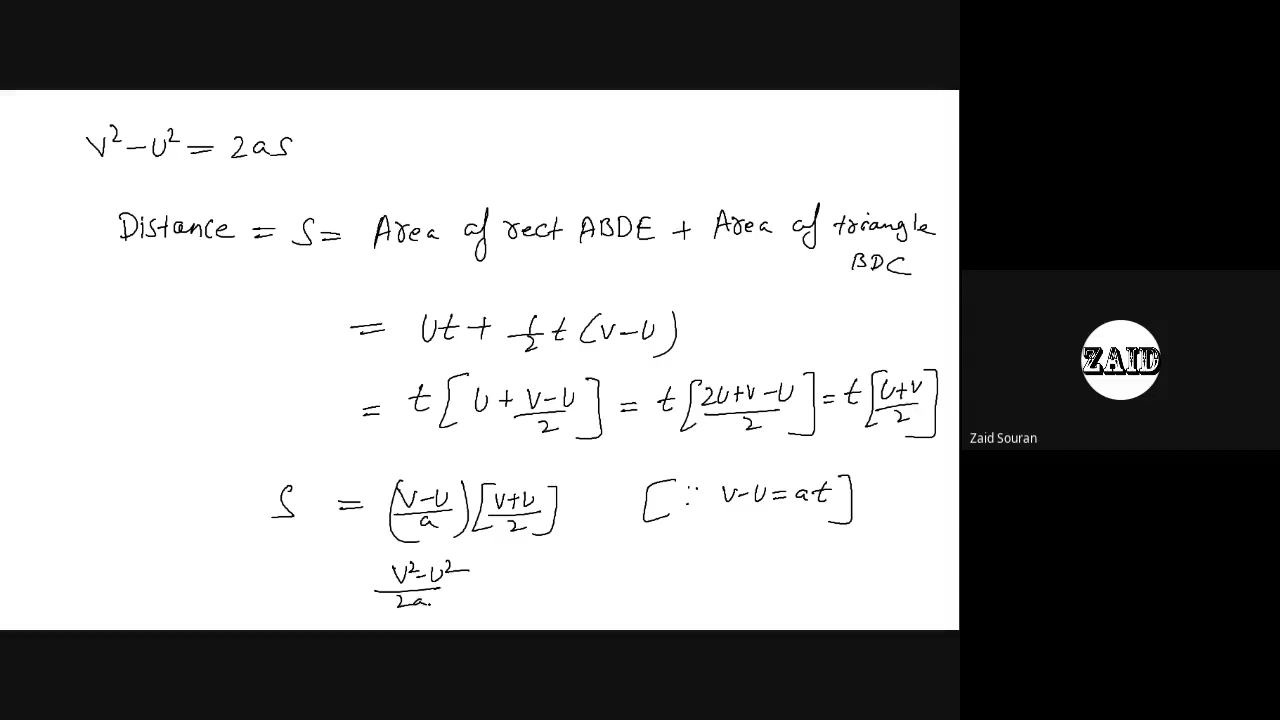 V²-U² = 2aS
Distance = S = Area of rect ABDE + Area of triangle
BDC
= Ut + 1/2 t (V-U)
= t [U + (V-U)/2] = t [(2U+V-U)/2] = t [(U+V)/2]
S = ((V-U)/a) [(V+U)/2] [∵ V-U = at]
(V²-U²)/2a.
ZAID
Zaid Souran